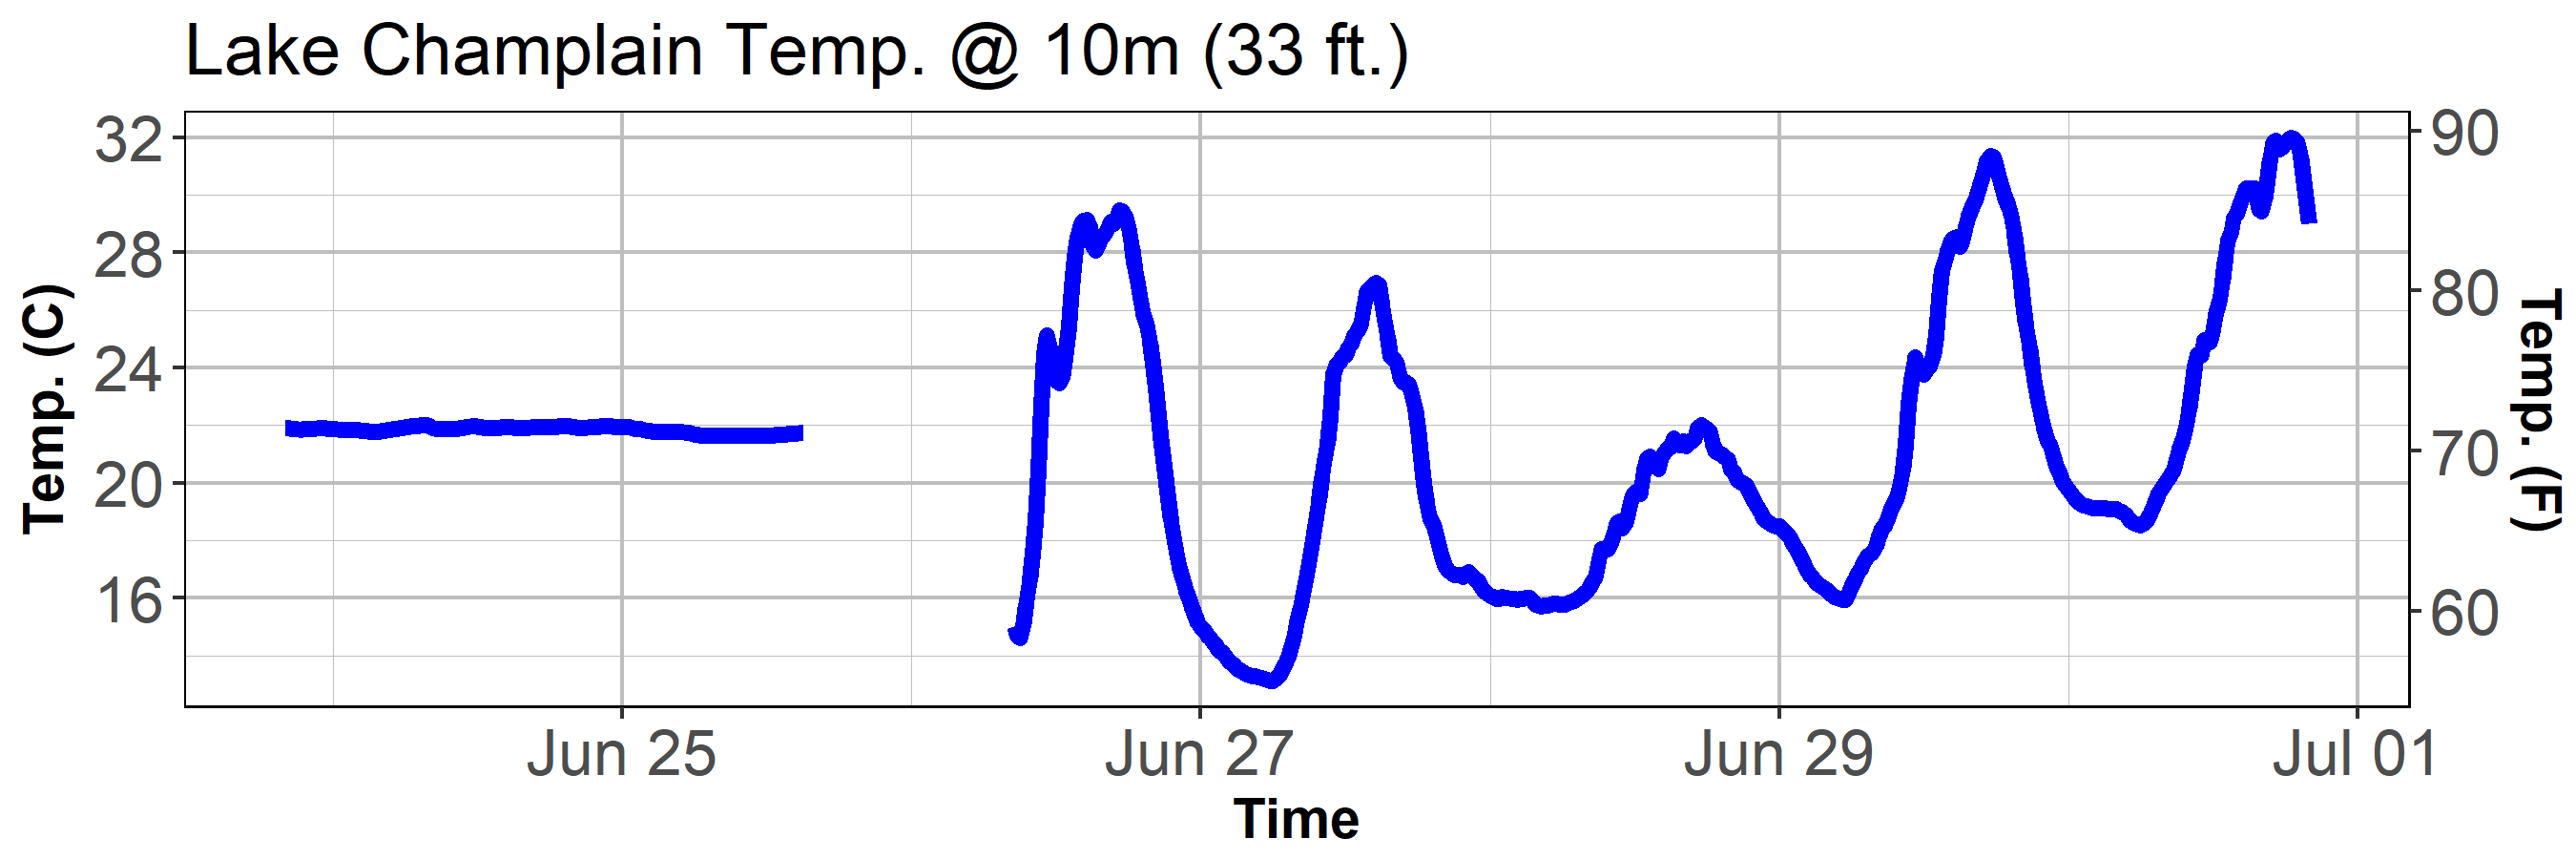 Lake Champlain Temp. @ 10m (33 ft.)
32
28
24
20
16
Temp. (C)
90
80
70
60
Temp. (F)
Jun 25
Jun 27
Jun 29
Jul 01
Time